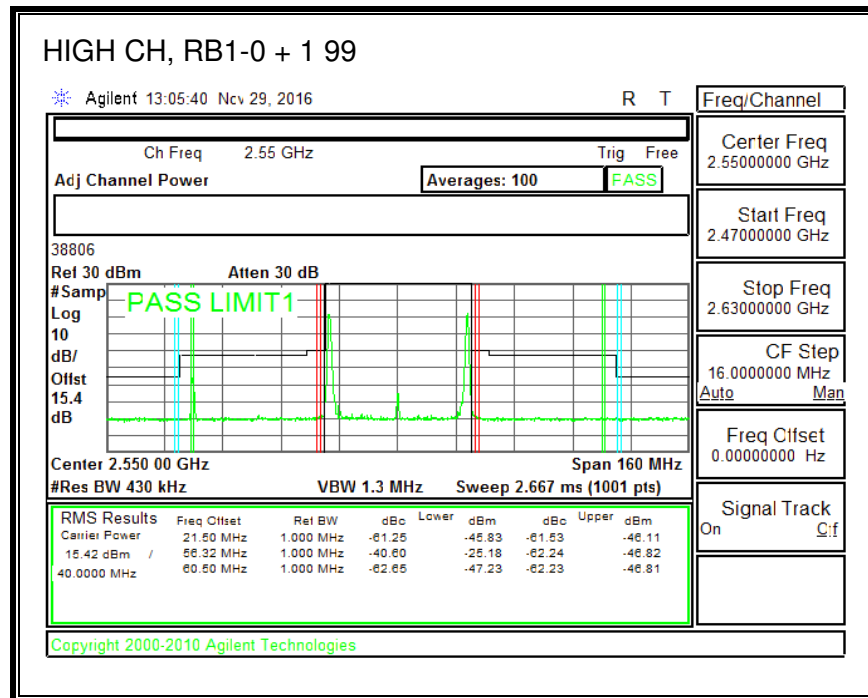 HIGH CH, RB1-0 + 1 99
Agilent 13:05:40 Nov 29, 2016 R T
Ch Freq 2.55 GHz Trig Free
Adj Channel Power Averages: 100 PASS
38806
Ref 30 dBm Atten 30 dB
#Samp
Log
10
dB/
Offst
15.4
dB
PASS LIMIT1
Center 2.550 00 GHz Span 160 MHz
#Res BW 430 kHz VBW 1.3 MHz Sweep 2.667 ms (1001 pts)
RMS Results Freq Offset Ref BW dBc Lower dBm dBc Upper dBm
Carrier Power 21.50 MHz 1.000 MHz -61.25 -45.83 -61.53 -46.11
15.42 dBm / 56.32 MHz 1.000 MHz -40.60 -25.18 -62.24 -46.82
40.0000 MHz 60.50 MHz 1.000 MHz -62.65 -47.23 -62.23 -46.81
Copyright 2000-2010 Agilent Technologies
Freq/Channel
Center Freq
2.55000000 GHz
Start Freq
2.47000000 GHz
Stop Freq
2.63000000 GHz
CF Step
16.0000000 MHz
Auto Man
Freq Offset
0.00000000 Hz
Signal Track
On Off